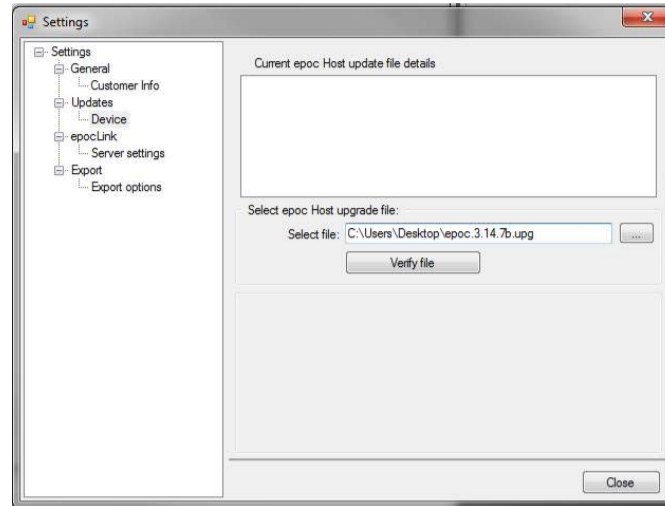 Settings
Settings
General
Customer Info
Updates
Device
epocLink
Server settings
Export
Export options
Current epoc Host update file details
Select epoc Host upgrade file:
Select file: C:\Users\Desktop\epoc.3.14.7b.upg ...
Verify file
Close